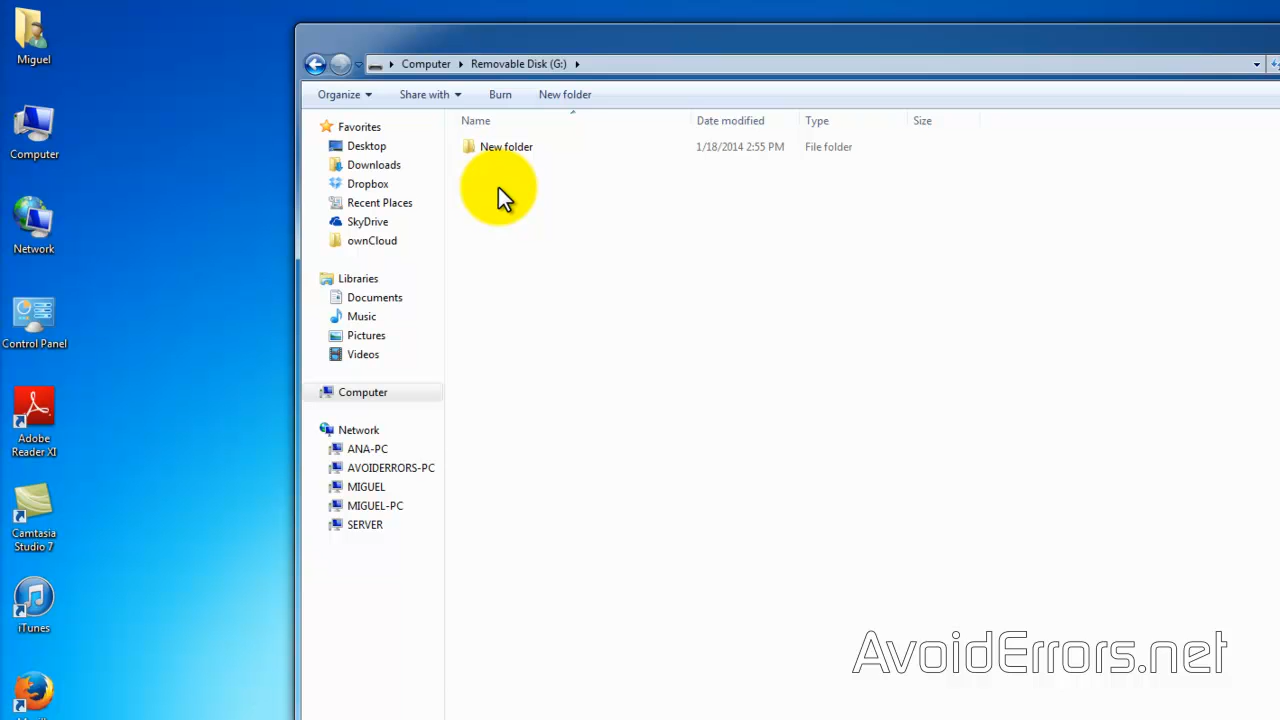 Miguel
Computer
Network
Control Panel
Adobe
Reader XI
Camtasia
Studio 7
iTunes
Computer
Removable Disk (G:)
Organize
Share with
Burn
New folder
Favorites
Desktop
Downloads
Dropbox
Recent Places
SkyDrive
ownCloud
Libraries
Documents
Music
Pictures
Videos
Computer
Network
ANA-PC
AVOIDERRORS-PC
MIGUEL
MIGUEL-PC
SERVER
Name Date modified Type Size
New folder 1/18/2014 2:55 PM File folder
AvoidErrors.net